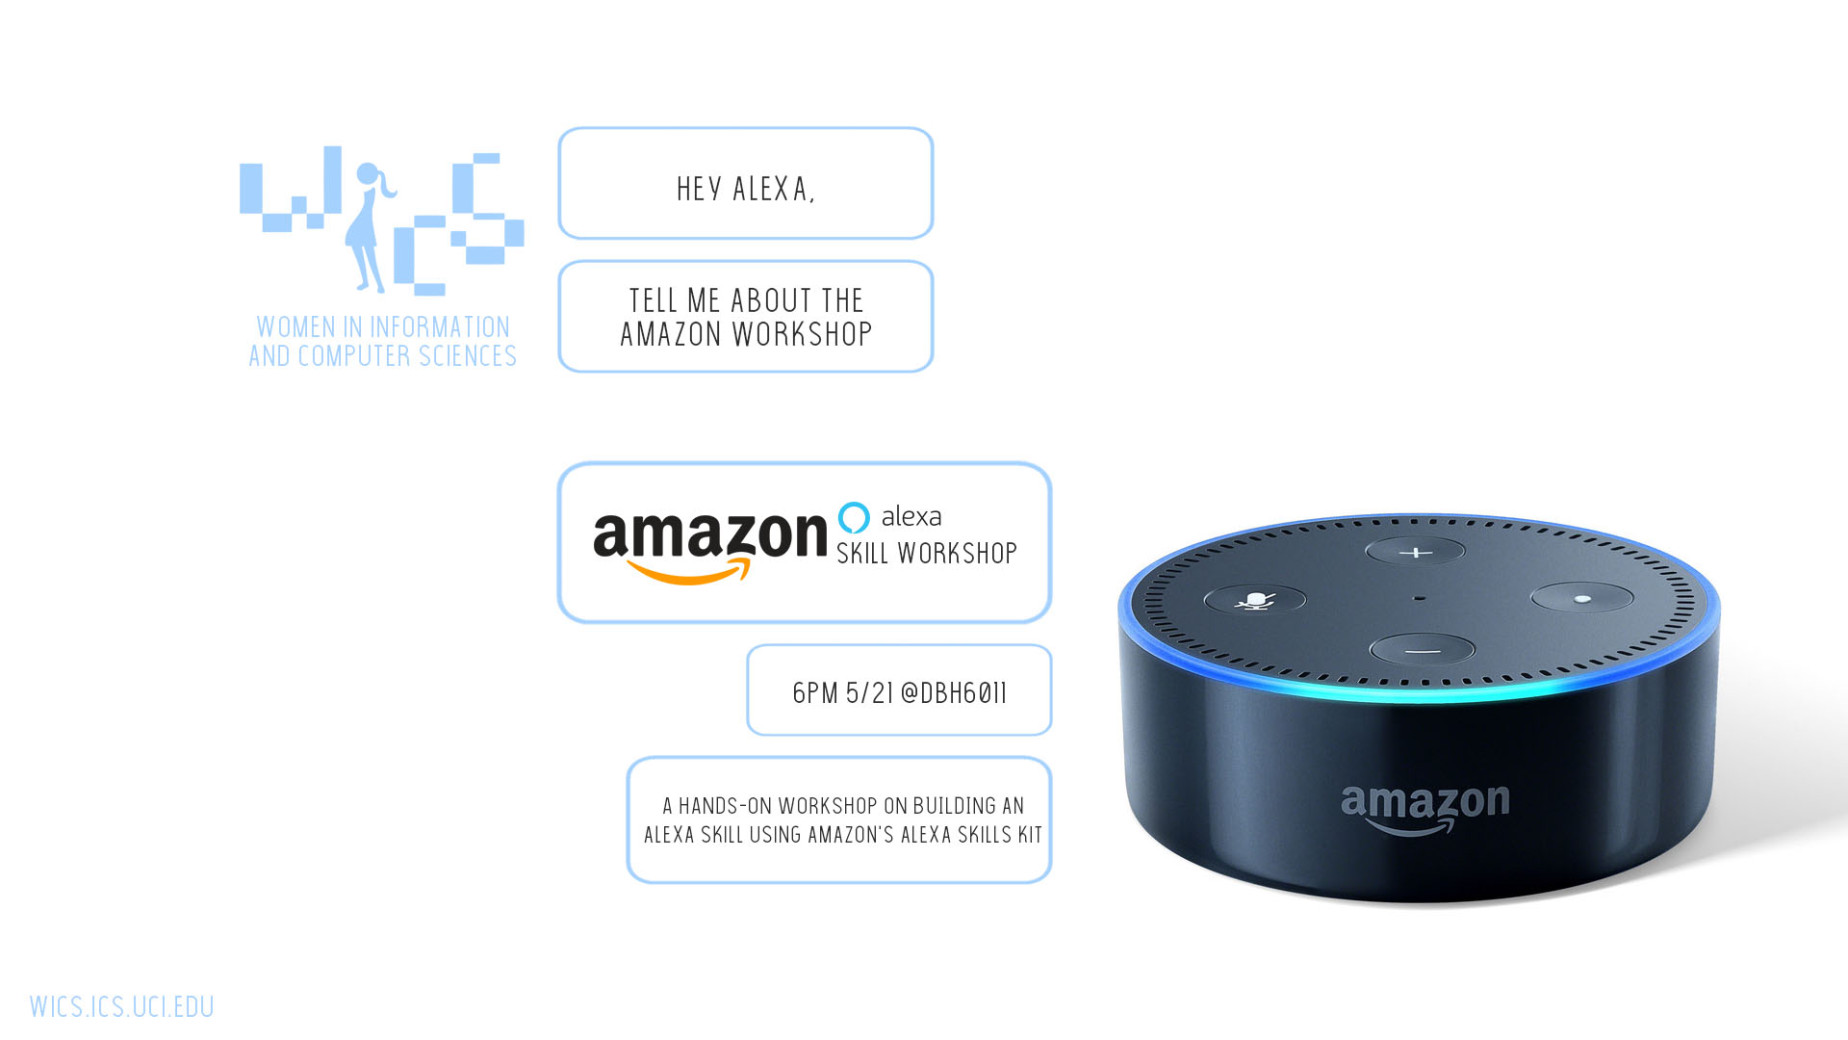 WICS
WOMEN IN INFORMATION
AND COMPUTER SCIENCES
HEY ALEXA,
TELL ME ABOUT THE
AMAZON WORKSHOP
amazon alexa
SKILL WORKSHOP
6PM 5/21 @DBH6011
A HANDS-ON WORKSHOP ON BUILDING AN
ALEXA SKILL USING AMAZON'S ALEXA SKILLS KIT
amazon
WICS.ICS.UCI.EDU